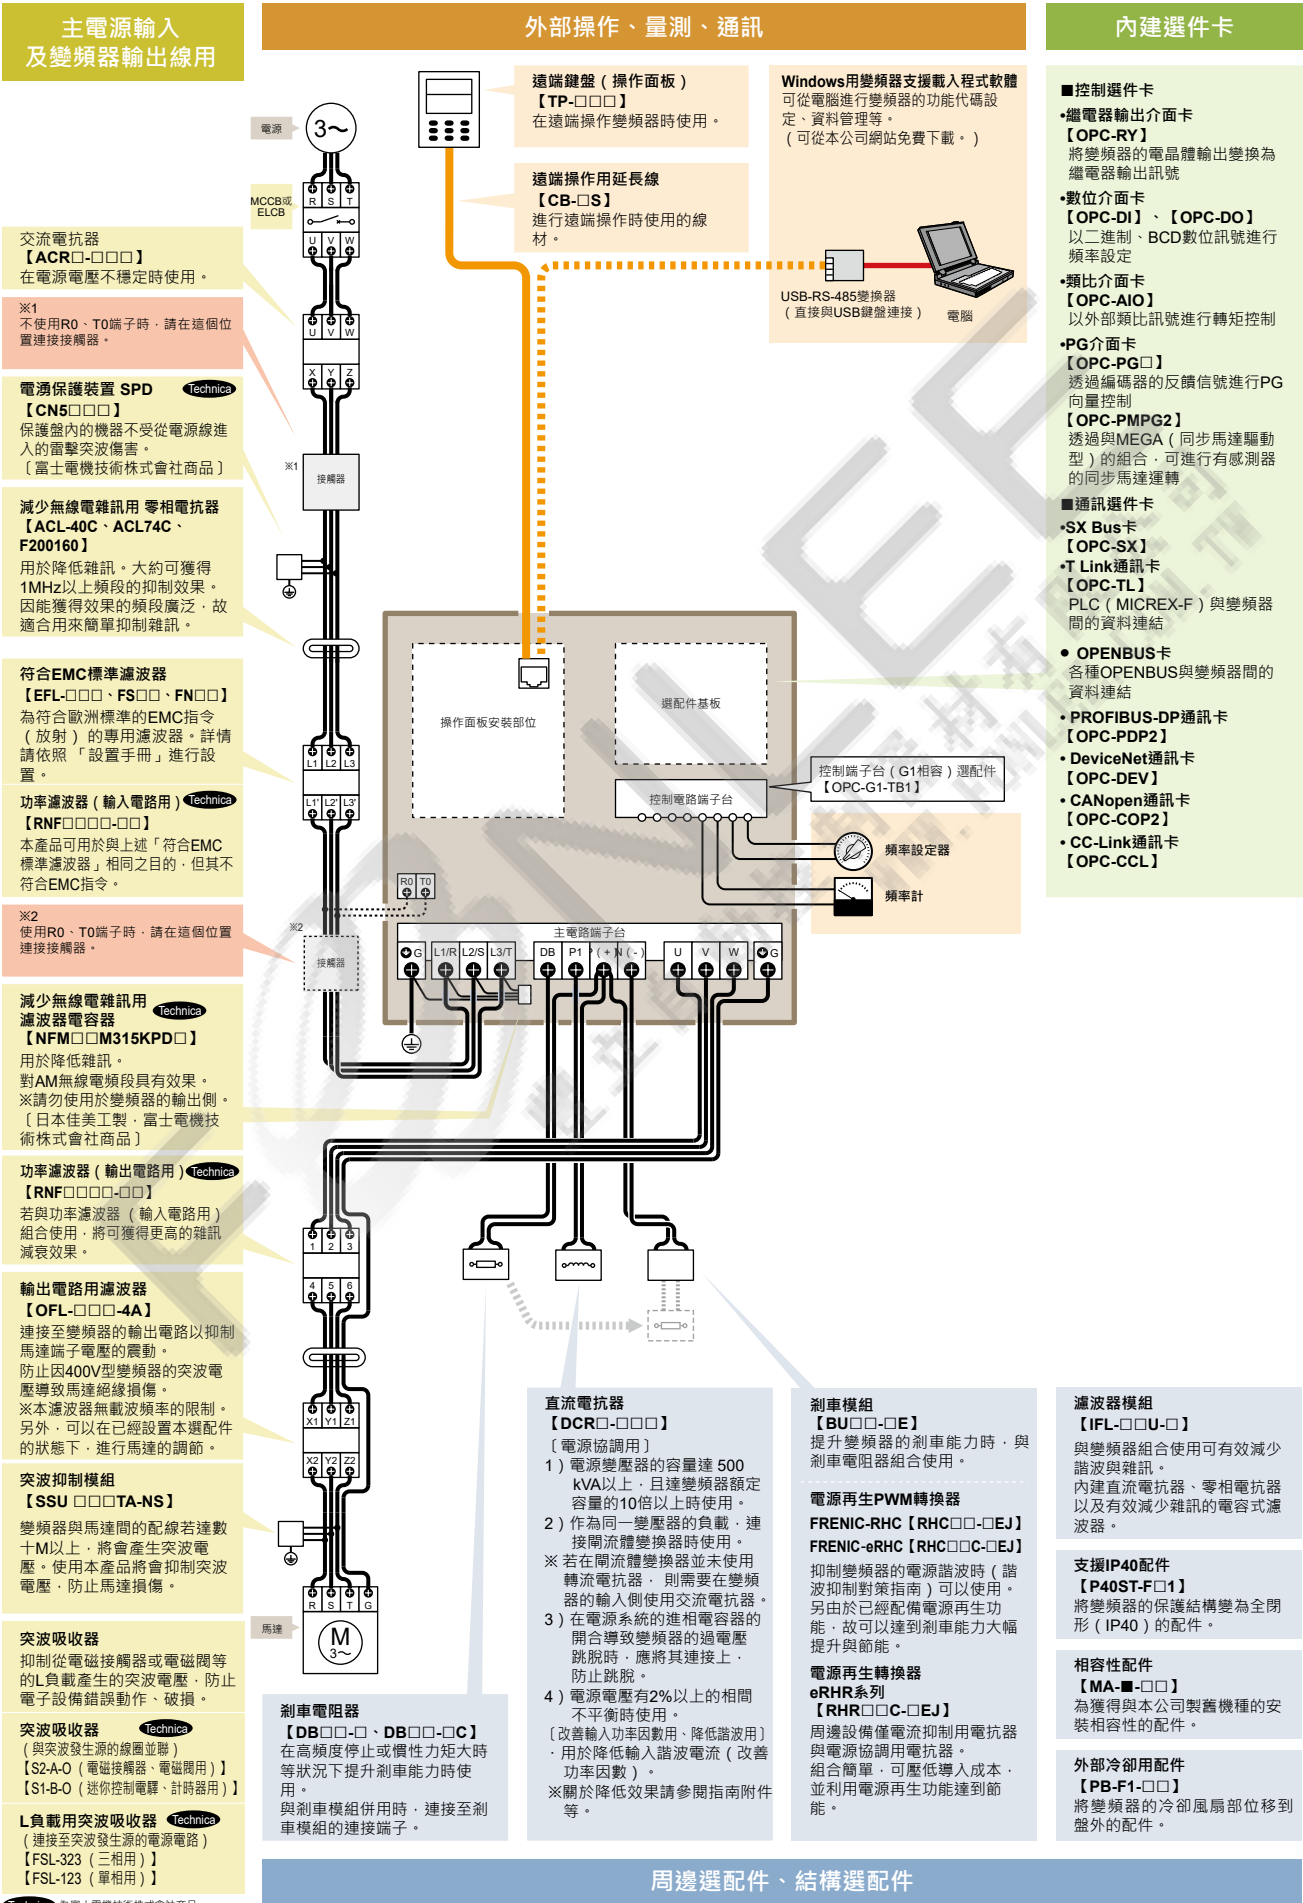 主電源輸入
及變頻器輸出線用
外部操作、量測、通訊
內建選件卡
電源
3~
MCCB或
ELCB
R S T
U V W
交流電抗器
【ACR□-□□□】
在電源電壓不穩定時使用。
※1
不使用R0、T0端子時，請在這個位
置連接接觸器。
U V W
X Y Z
電湧保護裝置 SPD Technica
【CN5□□□】
保護盤內的機器不受從電源線進
入的雷擊突波傷害。
〔富士電機技術株式會社商品〕
※1
接觸器
減少無線電雜訊用 零相電抗器
【ACL-40C、ACL74C、
F200160】
用於降低雜訊。大約可獲得
1MHz以上頻段的抑制效果。
因能獲得效果的頻段廣泛，故
適合用來簡單抑制雜訊。
符合EMC標準濾波器
【EFL-□□□、FS□□、FN□□】
為符合歐洲標準的EMC指令
（放射）的專用濾波器。詳情
請依照「設置手冊」進行設
置。
L1 L2 L3
L1' L2' L3'
功率濾波器（輸入電路用）Technica
【RNF□□□□-□□】
本產品可用於與上述「符合EMC
標準濾波器」相同之目的，但其不
符合EMC指令。
※2
使用R0、T0端子時，請在這個位置
連接接觸器。
※2
接觸器
減少無線電雜訊用
濾波器電容器 Technica
【NFM□□M315KPD□】
用於降低雜訊。
對AM無線電頻段具有效果。
※請勿使用於變頻器的輸出側。
〔日本佳美工製，富士電機技
術株式會社商品〕
功率濾波器（輸出電路用）Technica
【RNF□□□□-□□】
若與功率濾波器（輸入電路用）
組合使用，將可獲得更高的雜訊
減衰效果。
1 2 3
4 5 6
輸出電路用濾波器
【OFL-□□□-4A】
連接至變頻器的輸出電路以抑制
馬達端子電壓的震動。
防止因400V型變頻器的突波電
壓導致馬達絕緣損傷。
※本濾波器無載波頻率的限制。
另外，可以在已經設置本選配件
的狀態下，進行馬達的調節。
X1 Y1 Z1
X2 Y2 Z2
突波抑制模組
【SSU □□□TA-NS】
變頻器與馬達間的配線若達數
十M以上，將會產生突波電
壓。使用本產品將會抑制突波
電壓，防止馬達損傷。
R S T G
馬達
M
3~
突波吸收器
抑制從電磁接觸器或電磁閥等
的L負載產生的突波電壓，防止
電子設備錯誤動作、破損。
突波吸收器 Technica
（與突波發生源的線圈並聯）
【S2-A-O（電磁接觸器、電磁閥用）】
【S1-B-O（迷你控制電驛、計時器用）】
L負載用突波吸收器 Technica
（連接至突波發生源的電源電路）
【FSL-323（三相用）】
【FSL-123（單相用）】
遠端鍵盤（操作面板）
【TP-□□□】
在遠端操作變頻器時使用。
遠端操作用延長線
【CB-□S】
進行遠端操作時使用的線
材。
Windows用變頻器支援載入程式軟體
可從電腦進行變頻器的功能代碼設
定、資料管理等。
（可從本公司網站免費下載。）
USB-RS-485變換器
（直接與USB鍵盤連接）
電腦
操作面板安裝部位
選配件基板
控制電路端子台
控制端子台（G1相容）選配件
【OPC-G1-TB1】
頻率設定器
頻率計
R0 T0
主電路端子台
G L1/R L2/S L3/T DB P1 P(+) N(-) U V W G
剎車電阻器
【DB□□-□、DB□□-□C】
在高頻度停止或慣性力矩大時
等狀況下提升剎車能力時使
用。
與剎車模組併用時，連接至剎
車模組的連接端子。
直流電抗器
【DCR□-□□□】
〔電源協調用〕
1）電源變壓器的容量達 500
kVA以上，且達變頻器額定
容量的10倍以上時使用。
2）作為同一變壓器的負載，連
接閘流體變換器時使用。
※ 若在閘流體變換器並未使用
轉流電抗器，則需要在變頻
器的輸入側使用交流電抗器。
3）在電源系統的進相電容器的
開合導致變頻器的過電壓
跳脫時，應將其連接上，
防止跳脫。
4）電源電壓有2%以上的相間
不平衡時使用。
〔改善輸入功率因數用、降低諧波用〕
．用於降低輸入諧波電流（改善
功率因數）。
※關於降低效果請參閱指南附件
等。
剎車模組
【BU□□-□E】
提升變頻器的剎車能力時，與
剎車電阻器組合使用。
電源再生PWM轉換器
FRENIC-RHC【RHC□□-□EJ】
FRENIC-eRHC【RHC□□C-□EJ】
抑制變頻器的電源諧波時（諧
波抑制對策指南）可以使用。
另由於已經配備電源再生功
能，故可以達到剎車能力大幅
提升與節能。
電源再生轉換器
eRHR系列
【RHR□□C-□EJ】
周邊設備僅電流抑制用電抗器
與電源協調用電抗器。
組合簡單，可壓低導入成本，
並利用電源再生功能達到節
能。
■控制選件卡
•繼電器輸出介面卡
【OPC-RY】
將變頻器的電晶體輸出變換為
繼電器輸出訊號
•數位介面卡
【OPC-DI】、【OPC-DO】
以二進制、BCD數位訊號進行
頻率設定
•類比介面卡
【OPC-AIO】
以外部類比訊號進行轉矩控制
•PG介面卡
【OPC-PG□】
透過編碼器的反饋信號進行PG
向量控制
【OPC-PMPG2】
透過與MEGA（同步馬達驅動
型）的組合，可進行有感測器
的同步馬達運轉
■通訊選件卡
•SX Bus卡
【OPC-SX】
•T Link通訊卡
【OPC-TL】
PLC（MICREX-F）與變頻器
間的資料連結
● OPENBUS卡
各種OPENBUS與變頻器間的
資料連結
• PROFIBUS-DP通訊卡
【OPC-PDP2】
• DeviceNet通訊卡
【OPC-DEV】
• CANopen通訊卡
【OPC-COP2】
• CC-Link通訊卡
【OPC-CCL】
濾波器模組
【IFL-□□U-□】
與變頻器組合使用可有效減少
諧波與雜訊。
內建直流電抗器、零相電抗器
以及有效減少雜訊的電容式濾
波器。
支援IP40配件
【P40ST-F□1】
將變頻器的保護結構變為全閉
形（IP40）的配件。
相容性配件
【MA-■-□□】
為獲得與本公司製舊機種的安
裝相容性的配件。
外部冷卻用配件
【PB-F1-□□】
將變頻器的冷卻風扇部位移到
盤外的配件。
周邊選配件、結構選配件